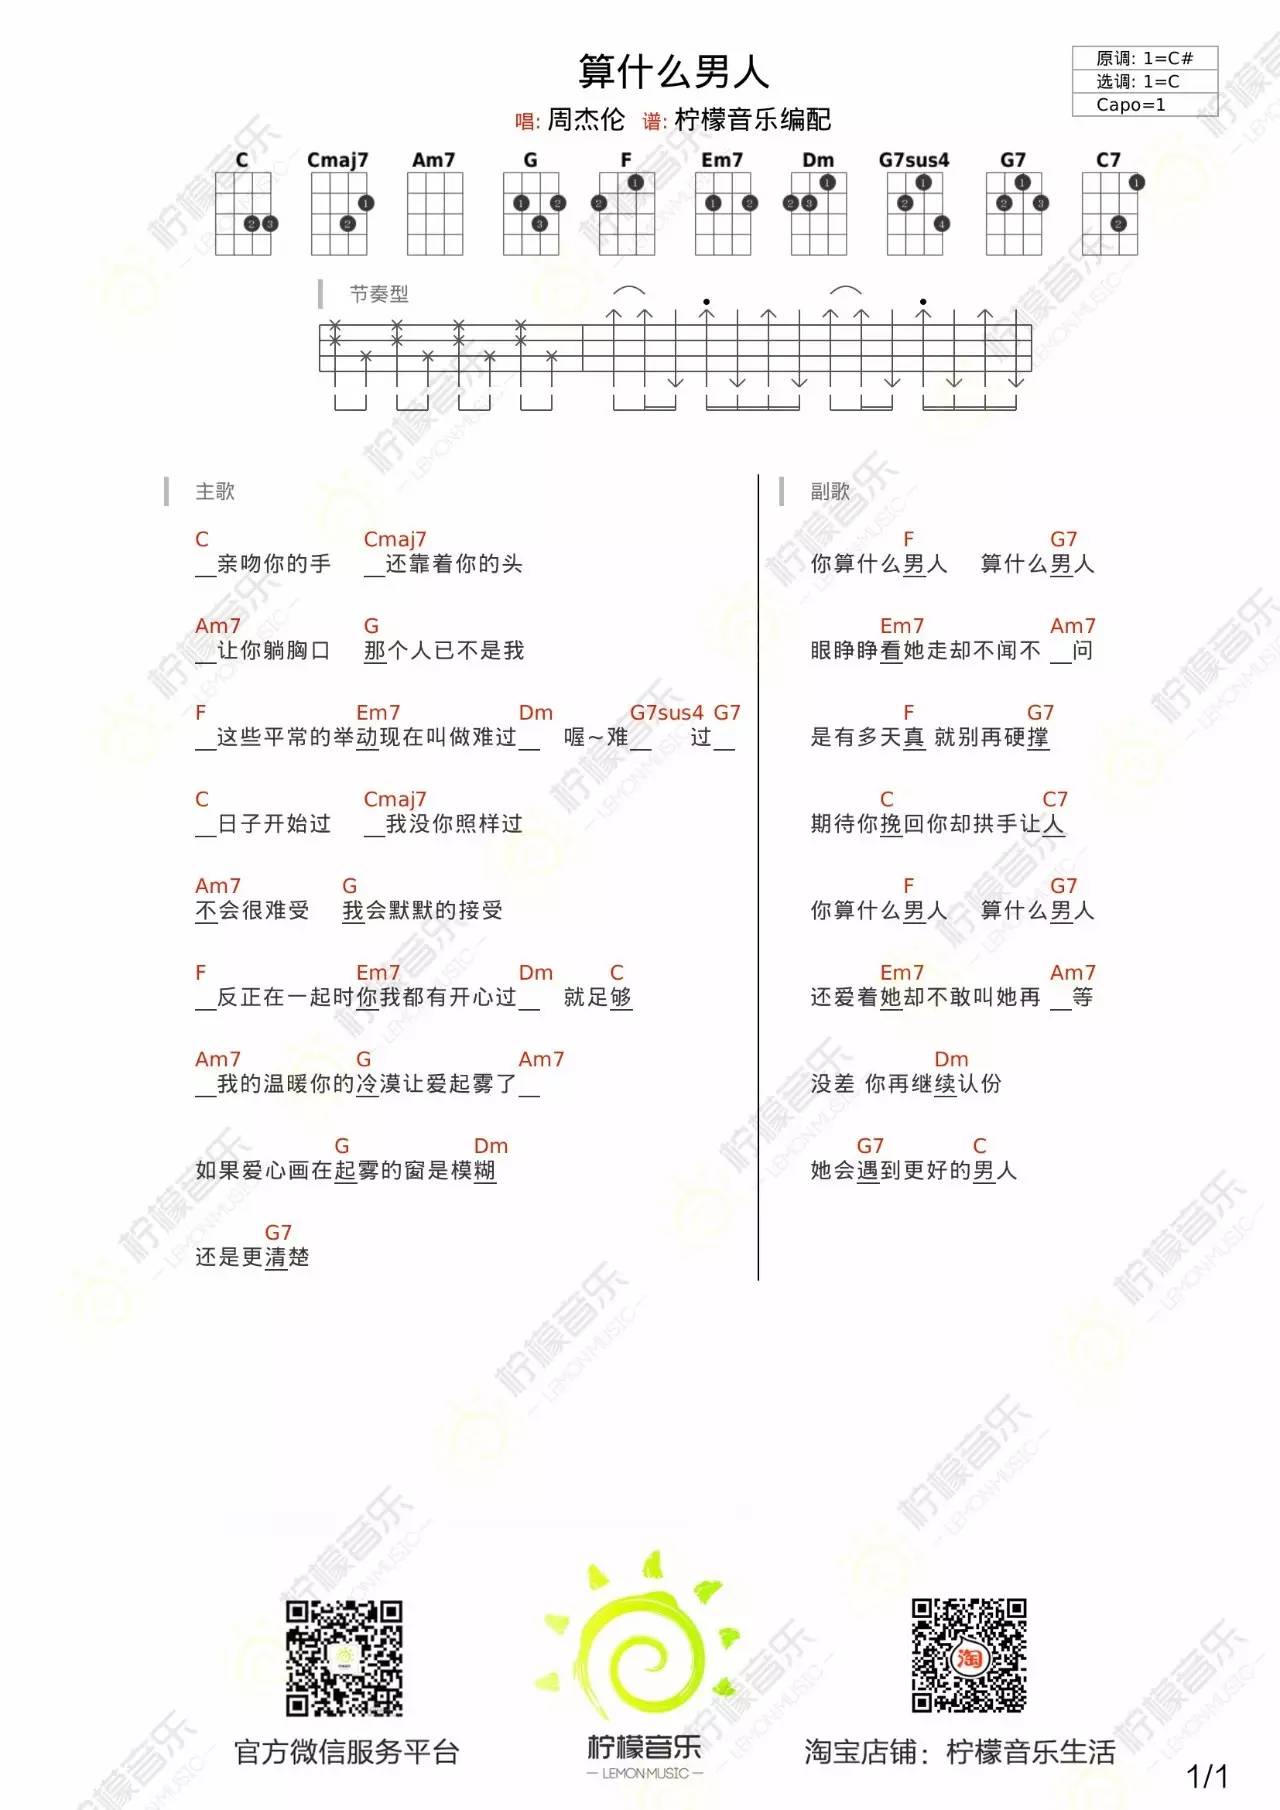 算什么男人
唱: 周杰伦 谱: 柠檬音乐编配
原调: 1=C#
选调: 1=C
Capo=1
C Cmaj7 Am7 G F Em7 Dm G7sus4 G7 C7
节奏型
主歌
C Cmaj7
__亲吻你的手 __还靠着你的头
Am7 G
__让你躺胸口 那个人已不是我
F Em7 Dm G7sus4 G7
__这些平常的举动现在叫做难过__ 喔~难__ 过__
C Cmaj7
__日子开始过 __我没你照样过
Am7 G
不会很难受 我会默默的接受
F Em7 Dm C
__反正在一起时你我都有开心过__ 就足够
Am7 G Am7
__我的温暖你的冷漠让爱起雾了__
G Dm
如果爱心画在起雾的窗是模糊
G7
还是更清楚
副歌
F G7
你算什么男人 算什么男人
Em7 Am7
眼睁睁看她走却不闻不 __问
F G7
是有多天真 就别再硬撑
C C7
期待你挽回你却拱手让人
F G7
你算什么男人 算什么男人
Em7 Am7
还爱着她却不敢叫她再 __等
Dm
没差 你再继续认份
G7 C
她会遇到更好的男人
淘
官方微信服务平台
柠檬音乐
— LEMON MUSIC —
淘宝店铺：柠檬音乐生活
1/1